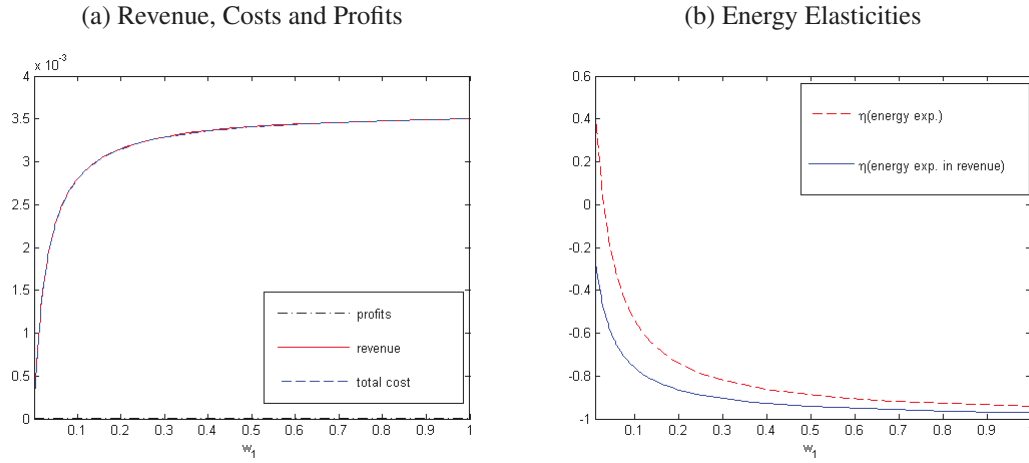 (a) Revenue, Costs and Profits
x 10⁻³
4
3.5
3
2.5
2
1.5
1
0.5
0
0.1 0.2 0.3 0.4 0.5 0.6 0.7 0.8 0.9 1
w₁
profits
revenue
total cost
(b) Energy Elasticities
0.6
0.4
0.2
0
-0.2
-0.4
-0.6
-0.8
-1
0.1 0.2 0.3 0.4 0.5 0.6 0.7 0.8 0.9 1
w₁
η(energy exp.)
η(energy exp. in revenue)